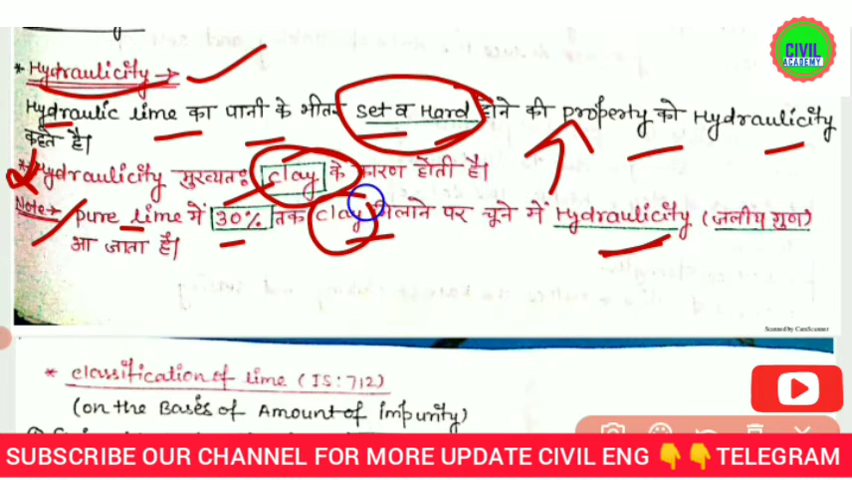 CIVIL
ACADEMY
* Hydraulicity →
Hydraulic lime का पानी के भीतर set व Hard होने की property को Hydraulicity
कहते है।
* Hydraulicity मुख्यतः clay के कारण होती है।
Note→ pure lime में 30% तक clay मिलाने पर चूने में Hydraulicity (जलीय गुण)
आ जाता है।
Scanned by CamScanner
* classification of lime (IS:712)
(on the Bases of Amount of impurity)
SUBSCRIBE OUR CHANNEL FOR MORE UPDATE CIVIL ENG 👇👇 TELEGRAM